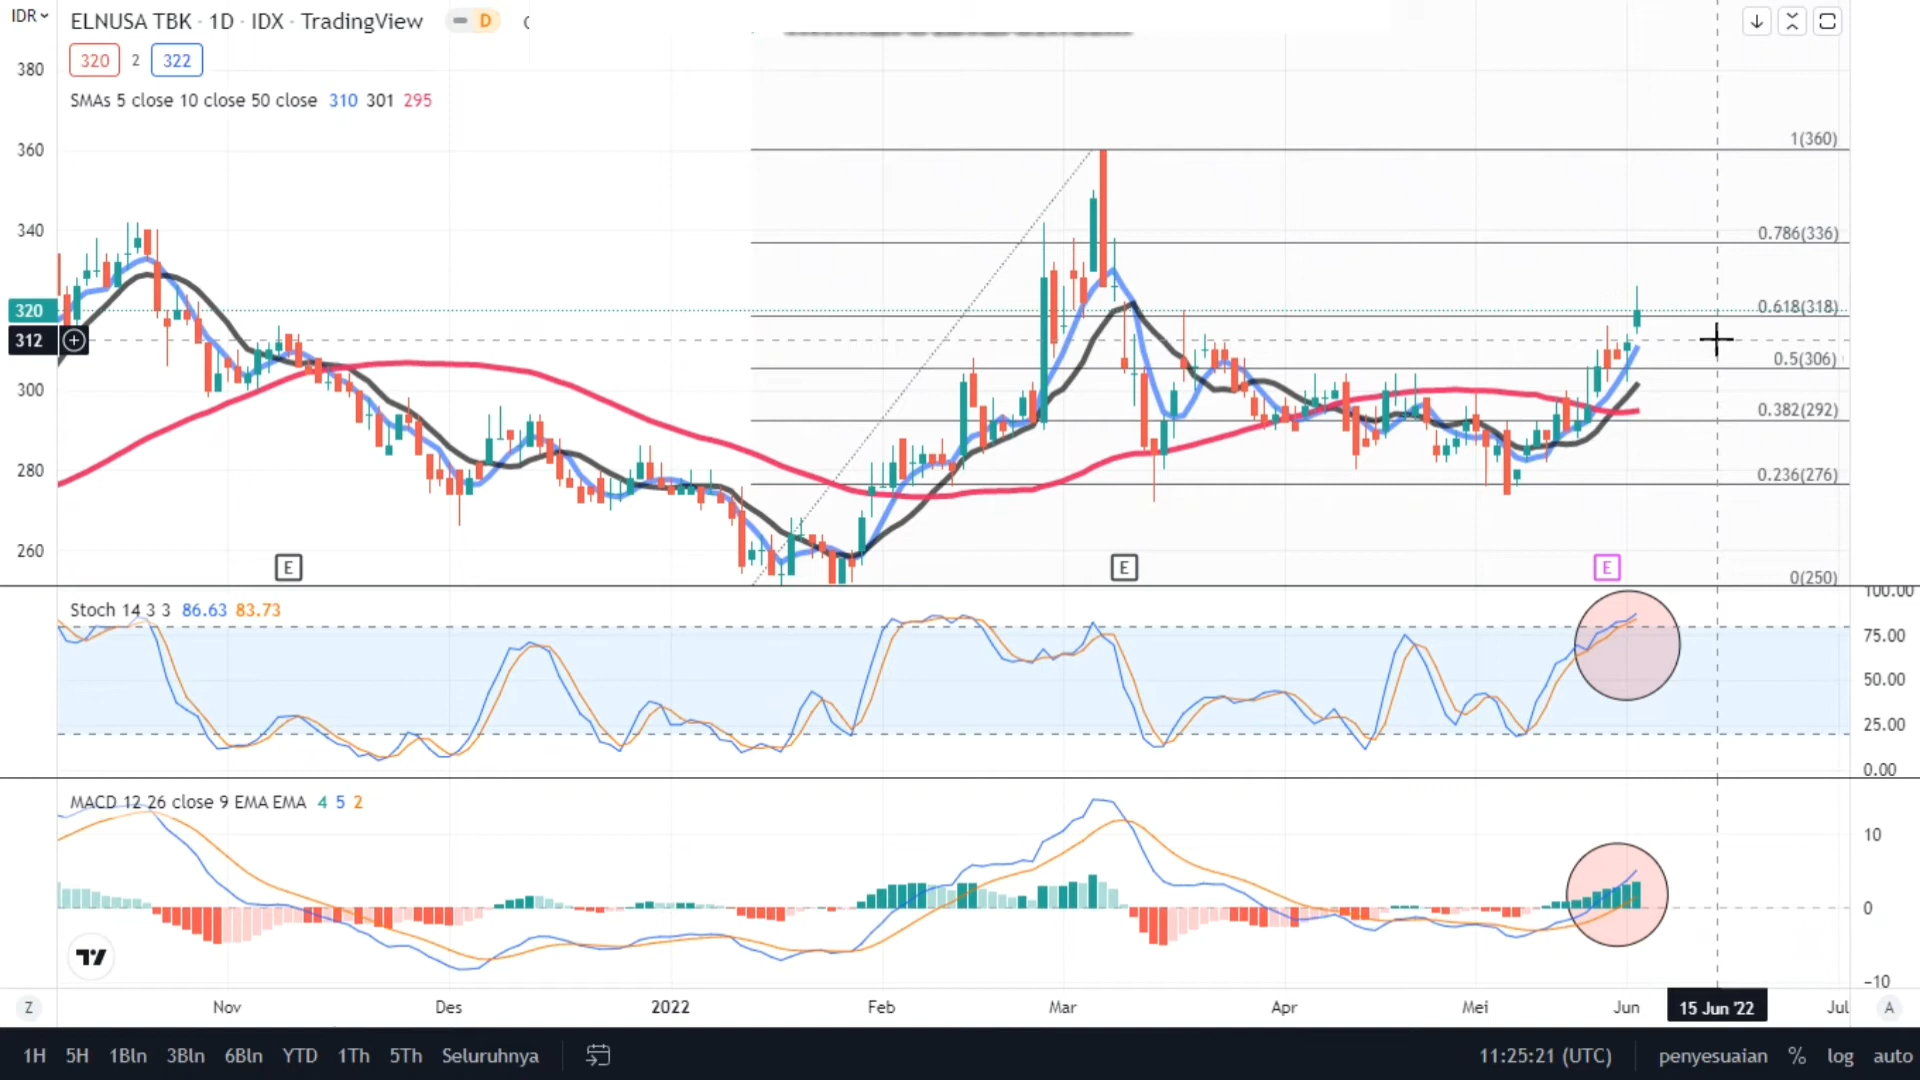 IDR
ELNUSA TBK · 1D · IDX · TradingView
D
320 2 322
SMAs 5 close 10 close 50 close 310 301 295
380
360
340
320
312
300
280
260
1(360)
0.786(336)
0.618(318)
0.5(306)
0.382(292)
0.236(276)
0(250)
E
E
E
Stoch 14 3 3 86.63 83.73
100.00
75.00
50.00
25.00
0.00
MACD 12 26 close 9 EMA EMA 4 5 2
10
0
−10
Z
Nov
Des
2022
Feb
Mar
Apr
Mei
Jun
15 Jun '22
Jul
A
1H 5H 1Bln 3Bln 6Bln YTD 1Th 5Th Seluruhnya
11:25:21 (UTC)
penyesuaian % log auto